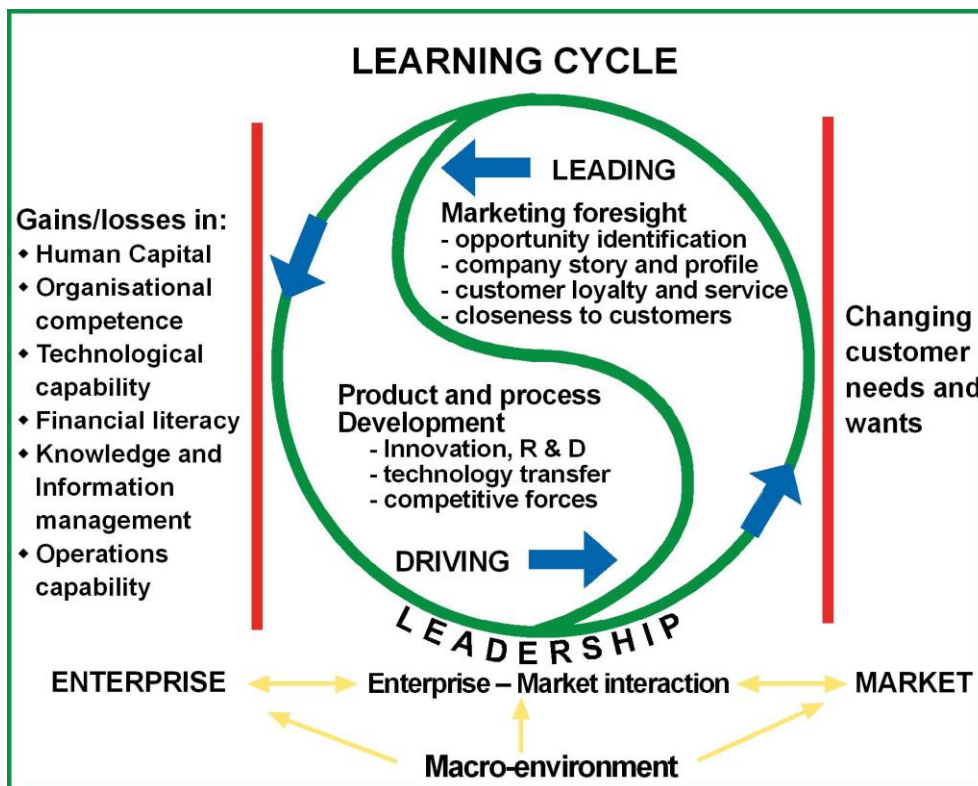 LEARNING CYCLE
Gains/losses in:
◆ Human Capital
◆ Organisational
competence
◆ Technological
capability
◆ Financial literacy
◆ Knowledge and
Information
management
◆ Operations
capability
LEADING
Marketing foresight
- opportunity identification
- company story and profile
- customer loyalty and service
- closeness to customers
Product and process
Development
- Innovation, R & D
- technology transfer
- competitive forces
DRIVING
Changing
customer
needs and
wants
LEADERSHIP
ENTERPRISE
Enterprise – Market interaction
MARKET
Macro-environment